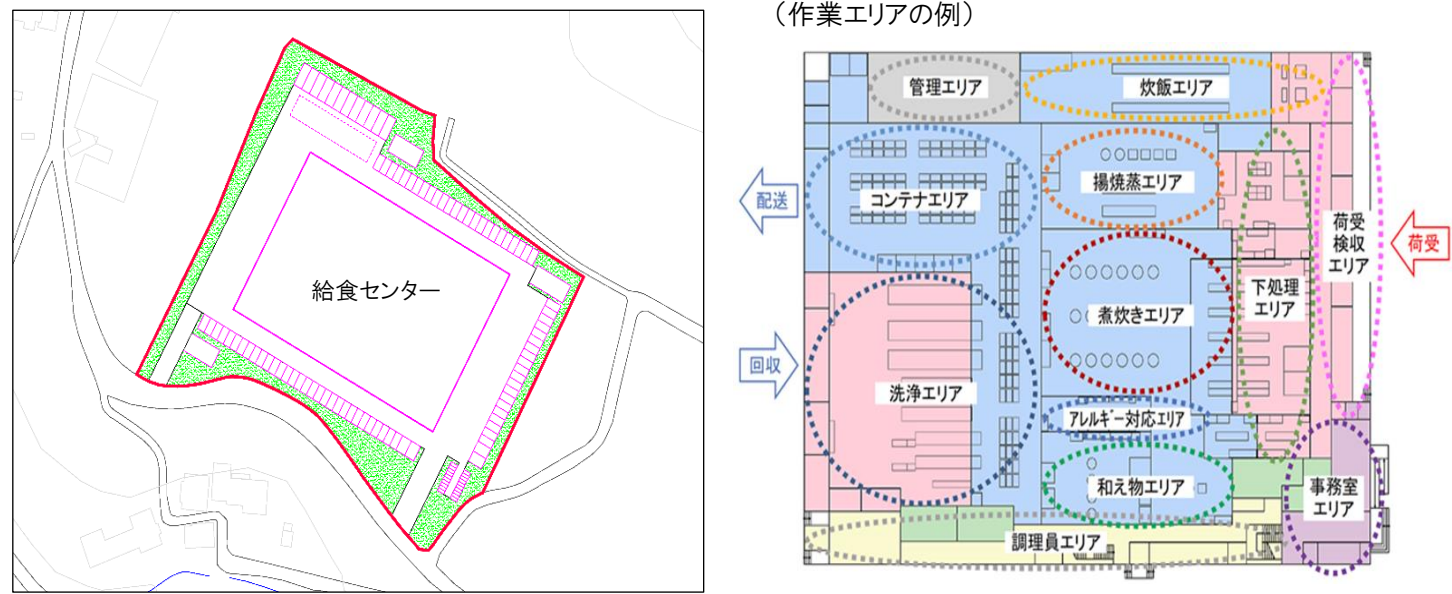 （作業エリアの例）
給食センター
管理エリア
炊飯エリア
コンテナエリア
揚焼蒸エリア
配送
荷受
検収
エリア
荷受
下処理
エリア
煮炊きエリア
回収
洗浄エリア
アレルギー対応エリア
和え物エリア
事務室
エリア
調理員エリア